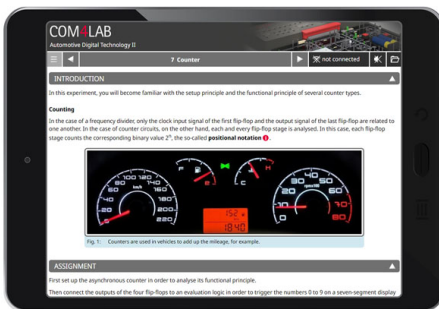 COM4LAB
Automotive Digital Technology II
7 Counter
not connected
INTRODUCTION
In this experiment, you will become familiar with the setup principle and the functional principle of several counter types.
Counting
In the case of a frequency divider, only the clock input signal of the first flip-flop and the output signal of the last flip-flop are related to
one another. In the case of counter circuits, on the other hand, each and every flip-flop stage is analysed. In this case, each flip-flop
stage counts the corresponding binary value 2ⁿ, the so-called positional notation.
Fig. 1: Counters are used in vehicles to add up the mileage, for example.
ASSIGNMENT
First set up the asynchronous counter in order to analyse its functional principle.
Then connect the outputs of the four flip-flops to an evaluation logic in order to trigger the numbers 0 to 9 on a seven-segment display